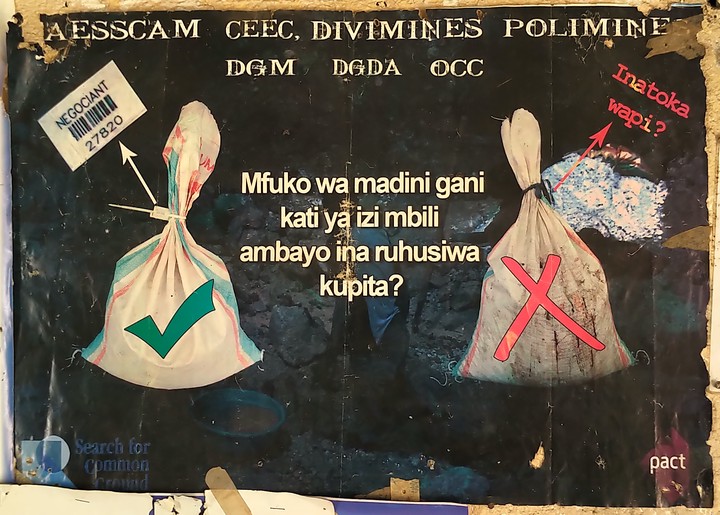 AESSCAM CEEC, DIVIMINES POLIMINE
DGM DGDA OCC
NEGOCIANT
27820
Inatoka
wapi?
Mfuko wa madini gani
kati ya izi mbili
ambayo ina ruhusiwa
kupita?
Search for
Common
Ground
pact